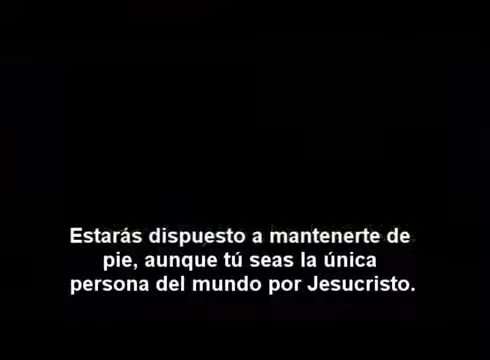 Estarás dispuesto a mantenerte de
pie, aunque tú seas la única
persona del mundo por Jesucristo.